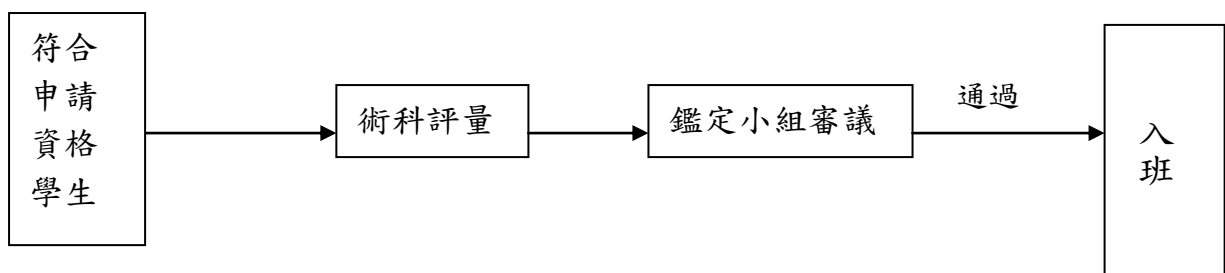 符合
申請
資格
學生
術科評量
鑑定小組審議
通過
入
班